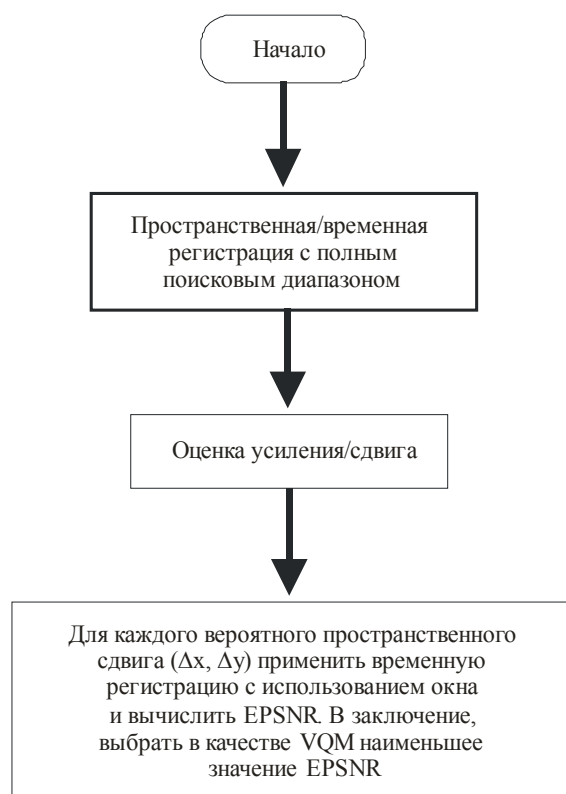 Начало
Пространственная/временная
регистрация с полным
поисковым диапазоном
Оценка усиления/сдвига
Для каждого вероятного пространственного
сдвига (Δx, Δy) применить временную
регистрацию с использованием окна
и вычислить EPSNR. В заключение,
выбрать в качестве VQM наименьшее
значение EPSNR